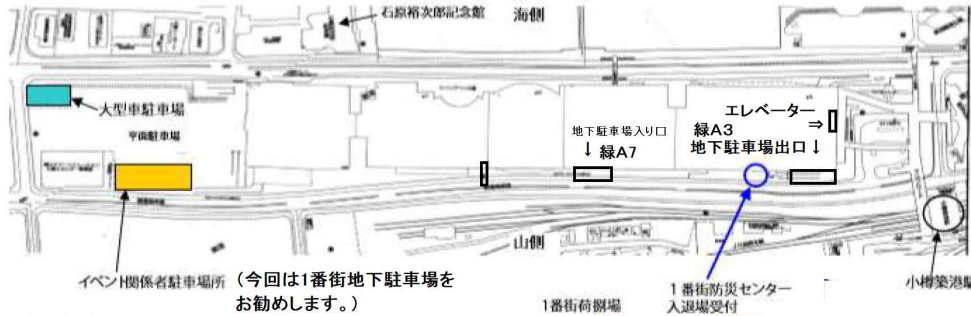 石原裕次郎記念館
海側
大型車駐車場
平面駐車場
地下駐車場入り口
↓ 緑A7
エレベーター
⇒
緑A3
地下駐車場出口↓
山側
イベント関係者駐車場所
(今回は1番街地下駐車場を
お勧めします。)
1番街荷捌場
1番街防災センター
入退場受付
小樽築港駅